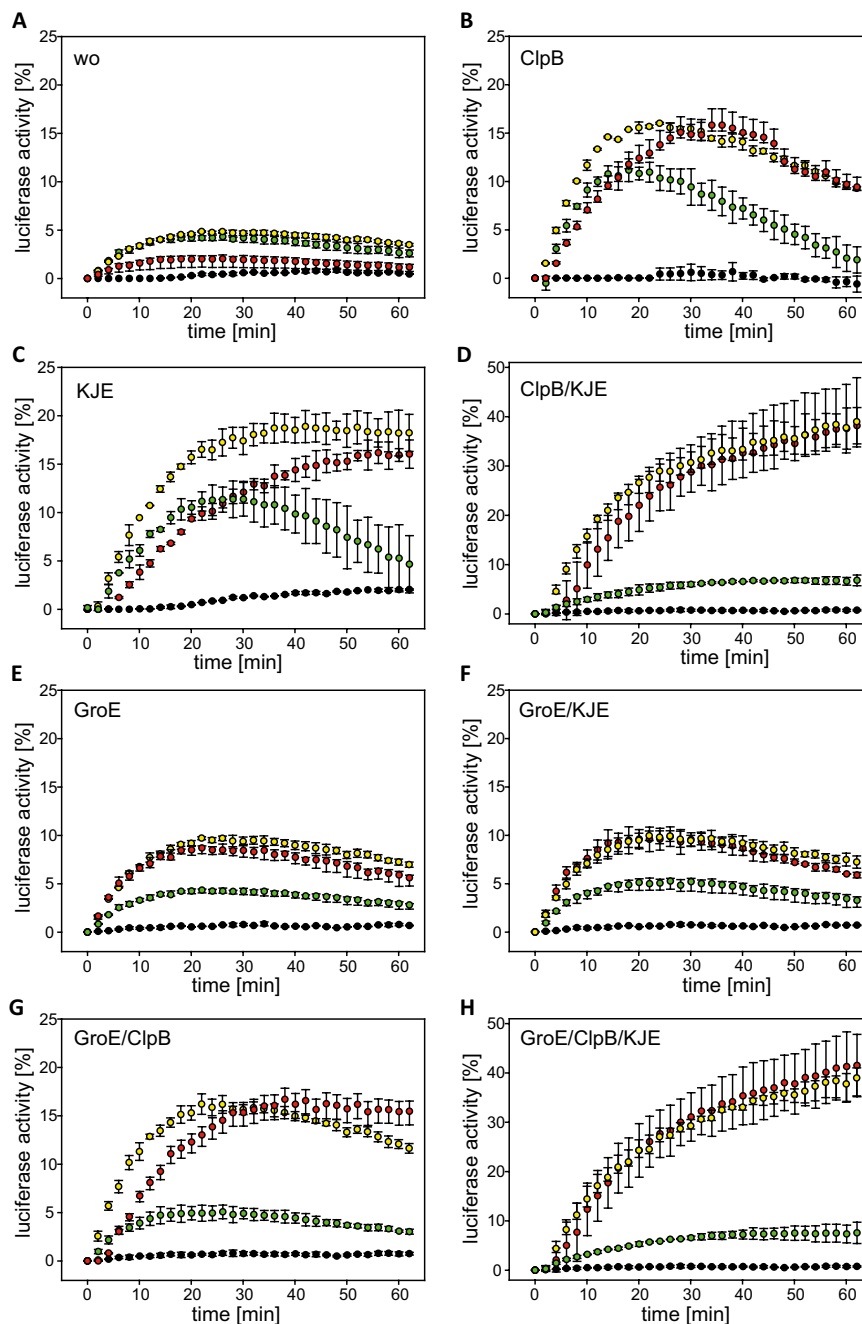 A
wo
luciferase activity [%]
25
20
15
10
5
0
0 10 20 30 40 50 60
time [min]
B
ClpB
luciferase activity [%]
25
20
15
10
5
0
0 10 20 30 40 50 60
time [min]
C
KJE
luciferase activity [%]
25
20
15
10
5
0
0 10 20 30 40 50 60
time [min]
D
ClpB/KJE
luciferase activity [%]
50
40
30
20
10
0
0 10 20 30 40 50 60
time [min]
E
GroE
luciferase activity [%]
25
20
15
10
5
0
0 10 20 30 40 50 60
time [min]
F
GroE/KJE
luciferase activity [%]
25
20
15
10
5
0
0 10 20 30 40 50 60
time [min]
G
GroE/ClpB
luciferase activity [%]
25
20
15
10
5
0
0 10 20 30 40 50 60
time [min]
H
GroE/ClpB/KJE
luciferase activity [%]
50
40
30
20
10
0
0 10 20 30 40 50 60
time [min]